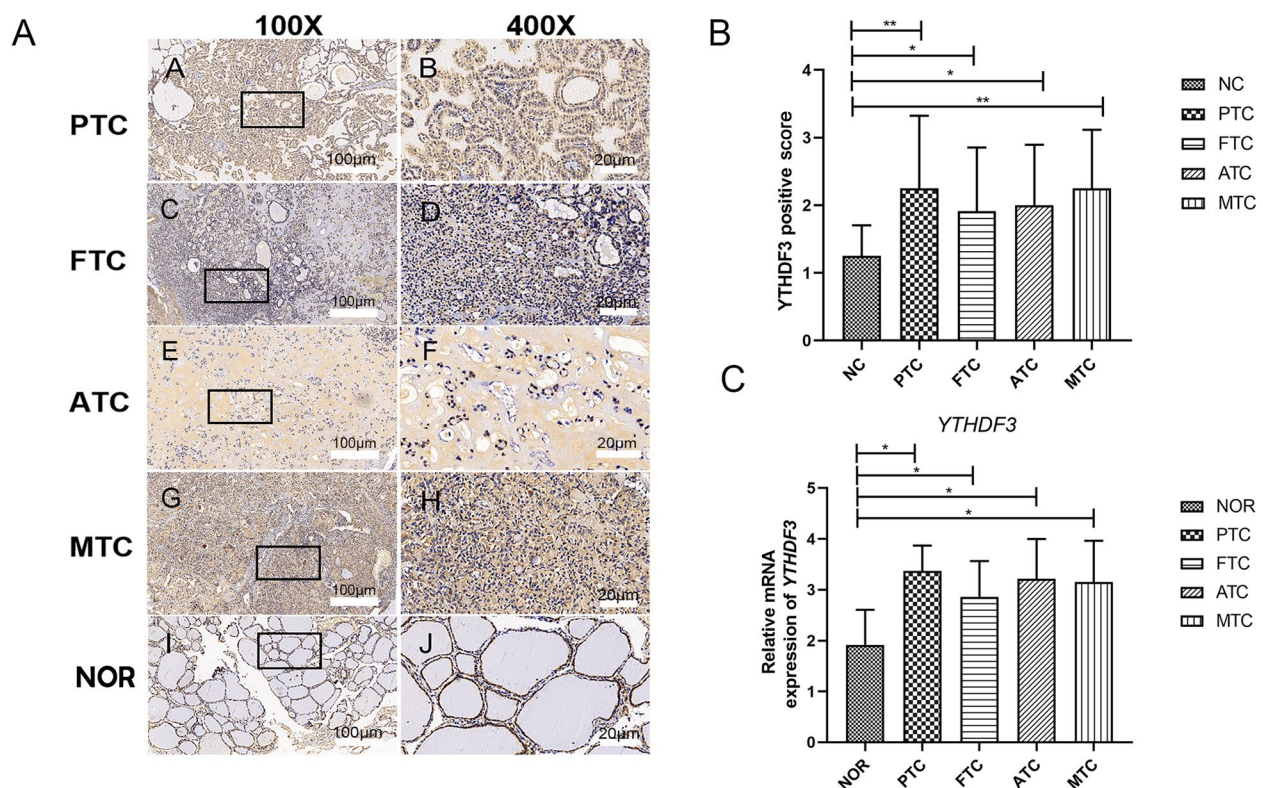 A
100X
400X
PTC
A
100μm
B
20μm
FTC
C
100μm
D
20μm
ATC
E
100μm
F
20μm
MTC
G
100μm
H
20μm
NOR
I
100μm
J
20μm
B
**
*
*
**
YTHDF3 positive score
4
3
2
1
0
NC
PTC
FTC
ATC
MTC
NC
PTC
FTC
ATC
MTC
C
YTHDF3
*
*
*
*
Relative mRNA
expression of YTHDF3
5
4
3
2
1
0
NOR
PTC
FTC
ATC
MTC
NOR
PTC
FTC
ATC
MTC